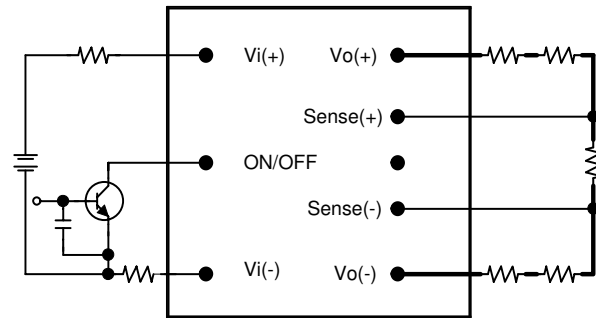 Vi(+) Vo(+)
Sense(+)
ON/OFF
Sense(-)
Vi(-) Vo(-)